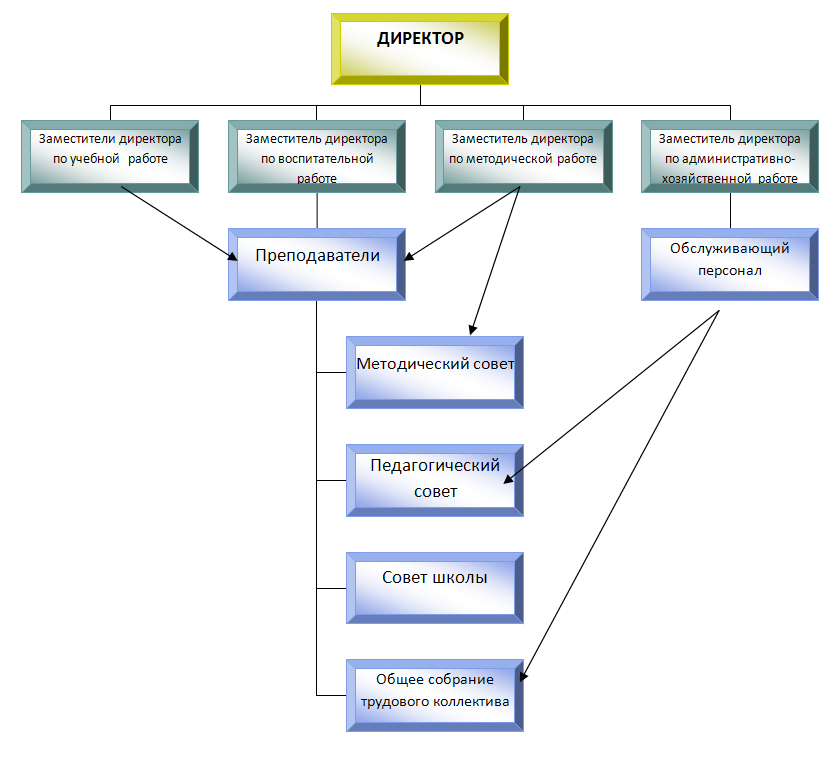 ДИРЕКТОР
Заместители директора
по учебной работе
Заместитель директора
по воспитательной
работе
Заместитель директора
по методической работе
Заместитель директора
по административно-
хозяйственной работе
Преподаватели
Обслуживающий
персонал
Методический совет
Педагогический
совет
Совет школы
Общее собрание
трудового коллектива